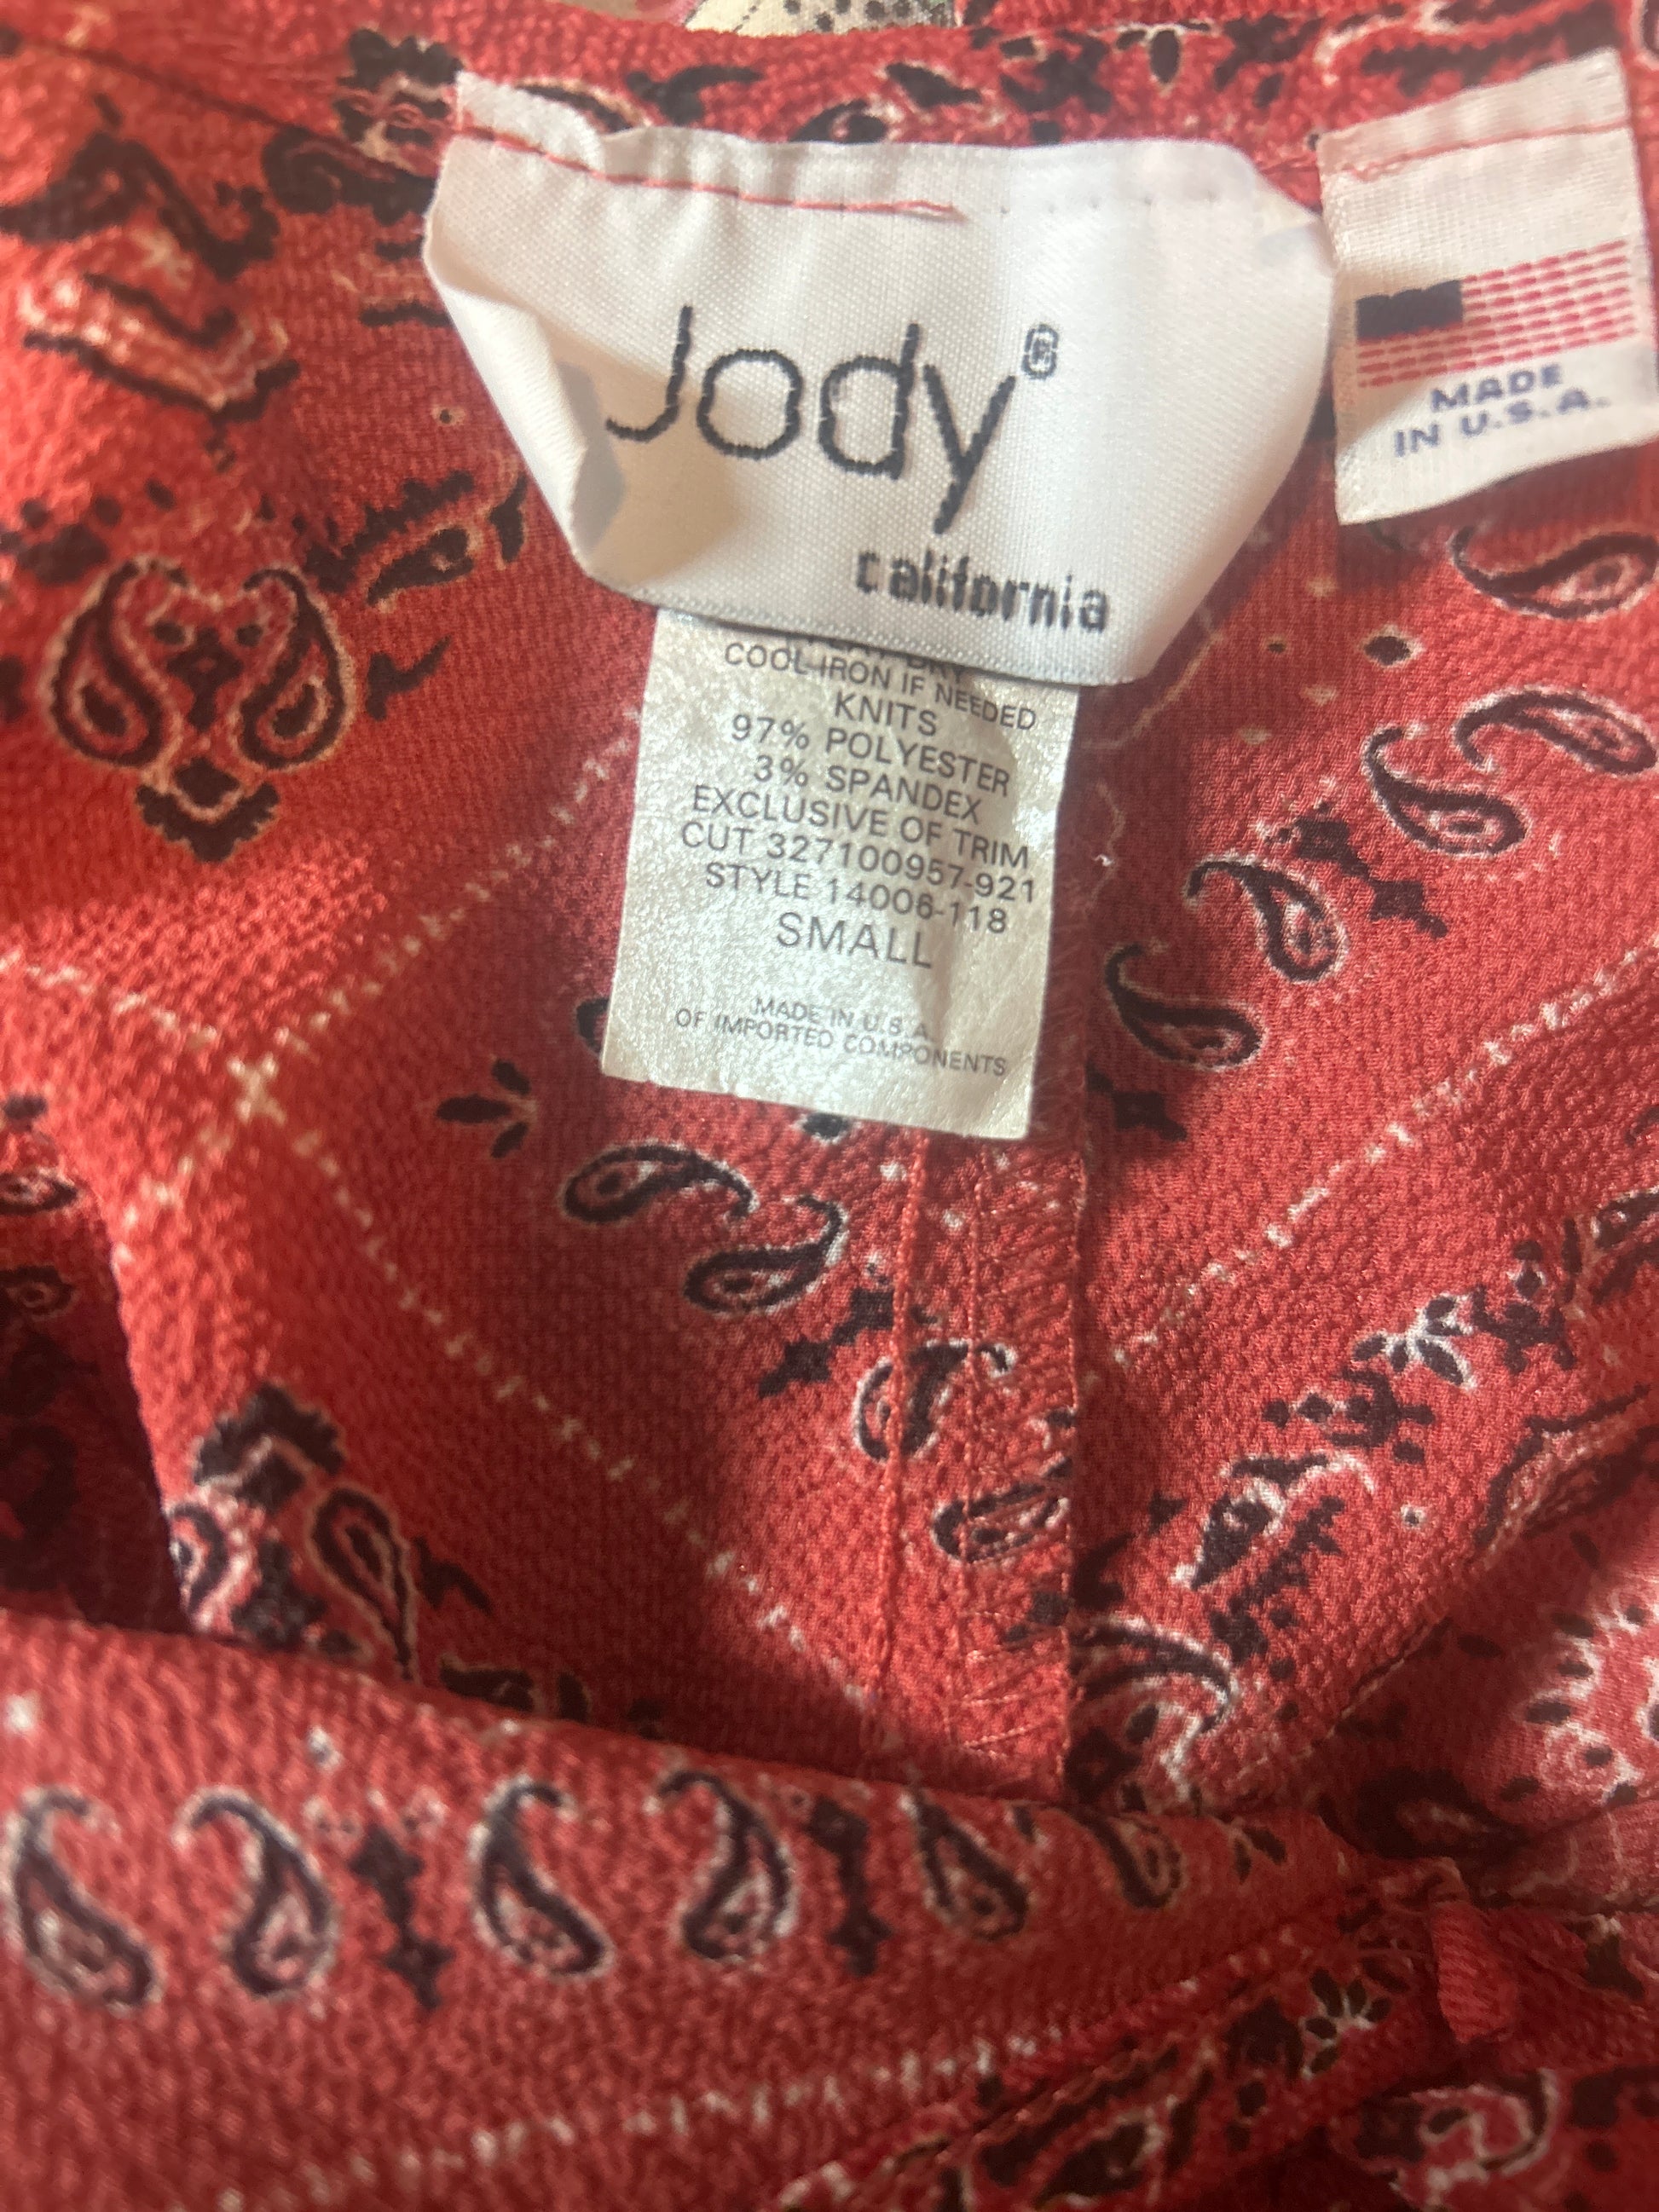 Jody®
california
MADE
IN U.S.A.
DRY
COOL IRON IF NEEDED
KNITS
97% POLYESTER
3% SPANDEX
EXCLUSIVE OF TRIM
CUT 327100957-921
STYLE 14006-118
SMALL
MADE IN U.S.A.
OF IMPORTED COMPONENTS